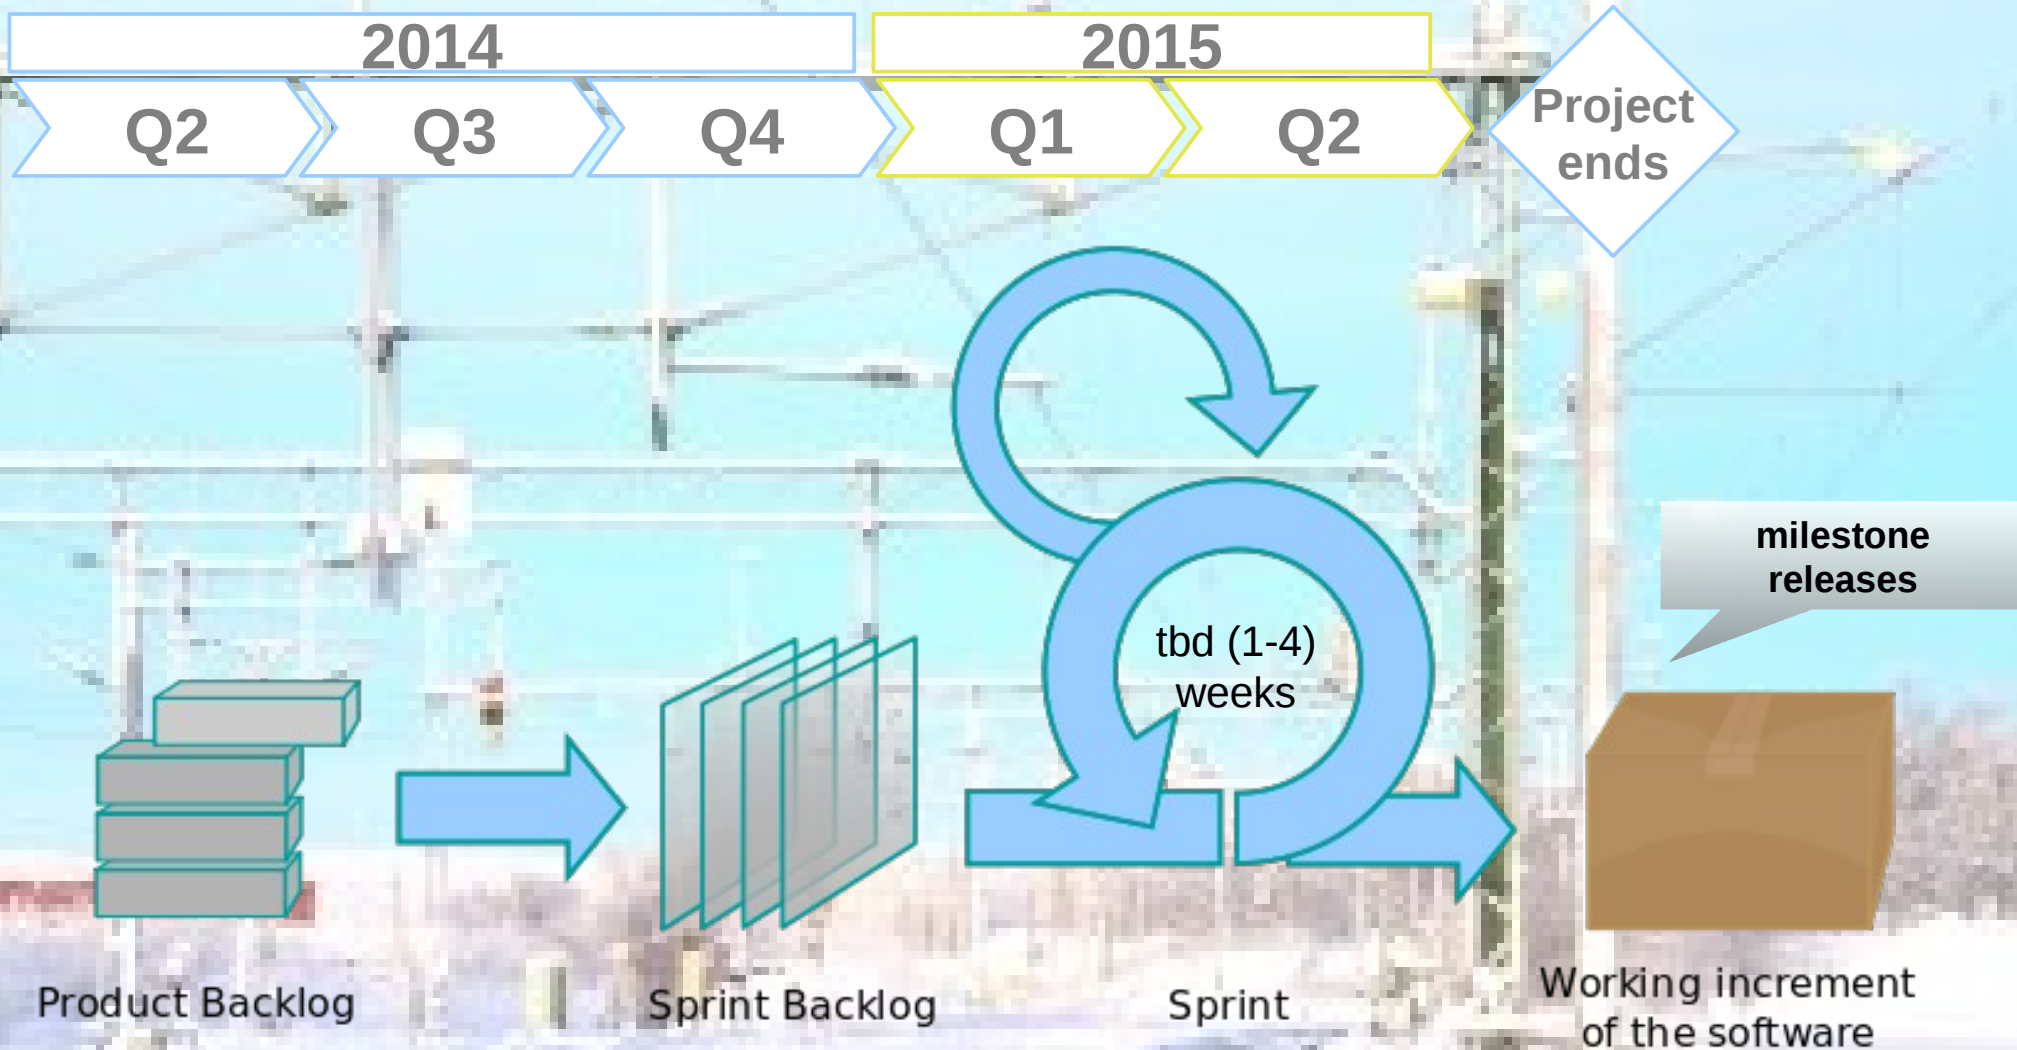 2014
2015
Q2
Q3
Q4
Q1
Q2
Project
ends
milestone
releases
tbd (1-4)
weeks
Product Backlog
Sprint Backlog
Sprint
Working increment
of the software